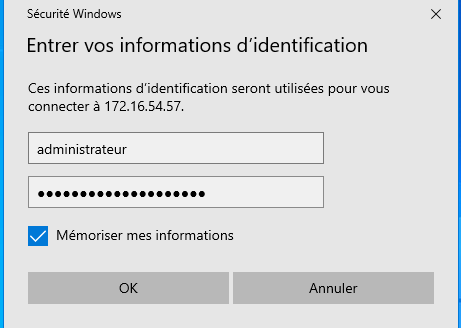 Sécurité Windows
Entrer vos informations d’identification
Ces informations d’identification seront utilisées pour vous
connecter à 172.16.54.57.
administrateur
●●●●●●●●●●●●●●●●●●●●
Mémoriser mes informations
OK
Annuler